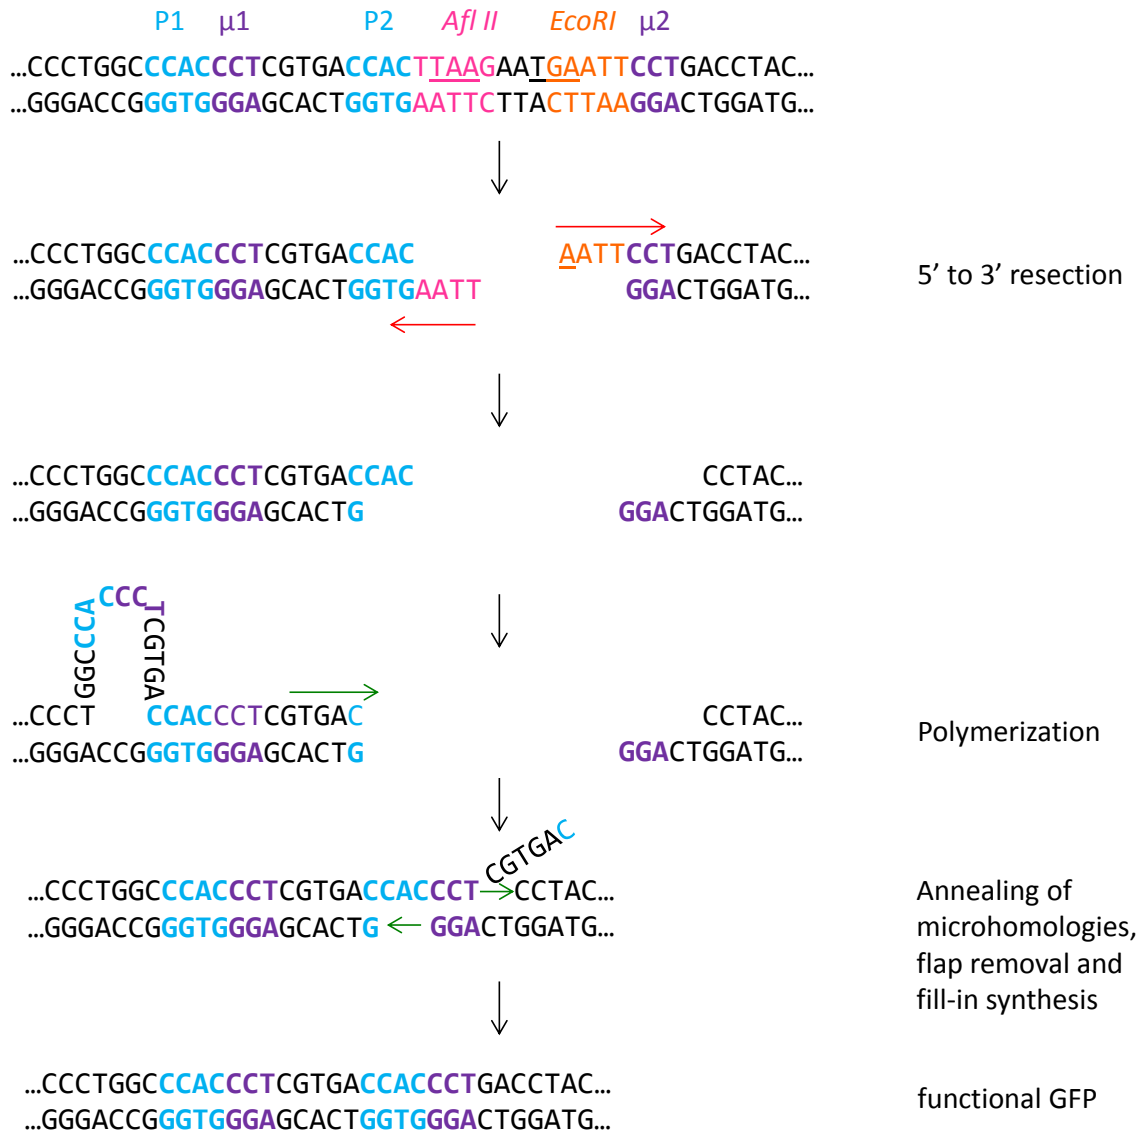 P1 μ1 P2 Afl II EcoRI μ2
...CCCTGGCCCACCCTCGTGACCACTTAAGAATGAATTCCTGACCTAC...
...GGGACCGGGTGGGAGCACTGGTGAATTCTTACTTAAGGACTGGATG...
...CCCTGGCCCACCCTCGTGACCAC AATTCCTGACCTAC...
...GGGACCGGGTGGGAGCACTGGTGAATT GGACTGGATG...
5’ to 3’ resection
...CCCTGGCCCACCCTCGTGACCAC CCTAC...
...GGGACCGGGTGGGAGCACTG GGACTGGATG...
GGCCCACCCTCGTGA
...CCCT CCACCCTCGTGAC CCTAC...
...GGGACCGGGTGGGAGCACTG GGACTGGATG...
Polymerization
CGTGAC
...CCCTGGCCCACCCTCGTGACCACCCT CCTAC...
...GGGACCGGGTGGGAGCACTG GGACTGGATG...
Annealing of
microhomologies,
flap removal and
fill-in synthesis
...CCCTGGCCCACCCTCGTGACCACCCTGACCTAC...
...GGGACCGGGTGGGAGCACTGGTGGGACTGGATG...
functional GFP